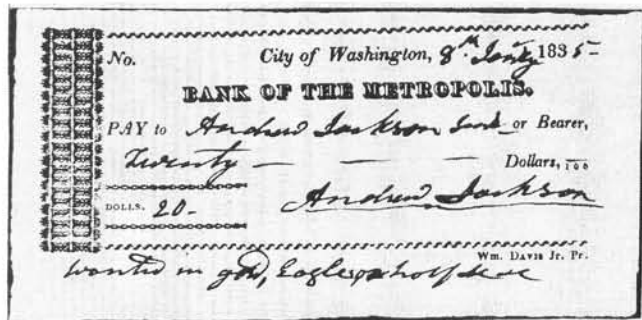 No. City of Washington, 8th Jany 1835
BANK OF THE METROPOLIS.
PAY to Andrew Jackson Junr or Bearer,
Twenty — — — Dollars, 100
DOLLS. 20-
Andrew Jackson
Wm. DAVIS Jr. Pr.
wanted in gold, Eagles & half